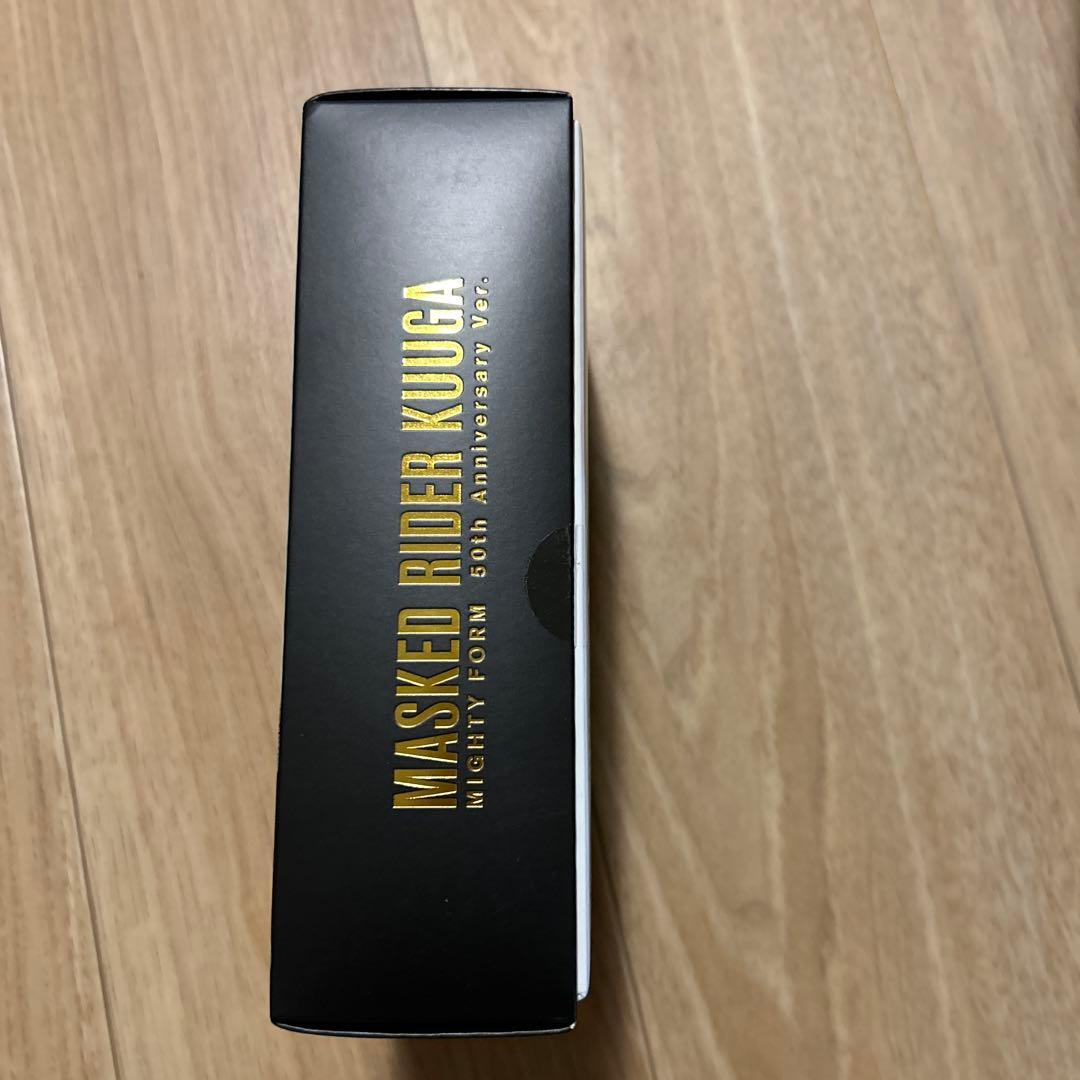 MASKED RIDER KUUGA
MIGHTY FORM 50th Anniversary Ver.